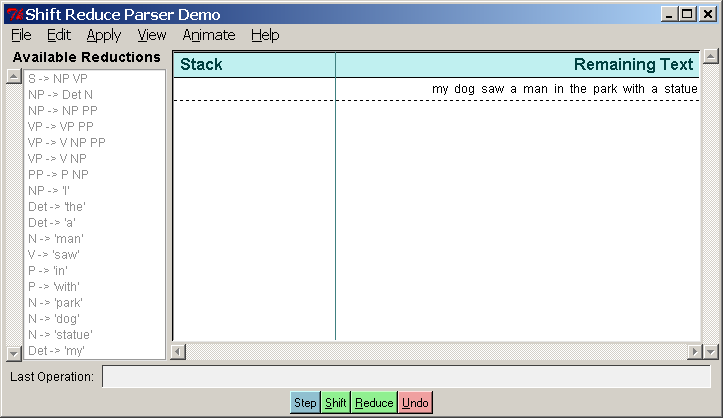 Shift Reduce Parser Demo
File Edit Apply View Animate Help
Available Reductions
Stack
Remaining Text
my dog saw a man in the park with a statue
S -> NP VP
NP -> Det N
NP -> NP PP
VP -> VP PP
VP -> V NP PP
VP -> V NP
PP -> P NP
NP -> 'I'
Det -> 'the'
Det -> 'a'
N -> 'man'
V -> 'saw'
P -> 'in'
P -> 'with'
N -> 'park'
N -> 'dog'
N -> 'statue'
Det -> 'my'
Last Operation:
Step Shift Reduce Undo